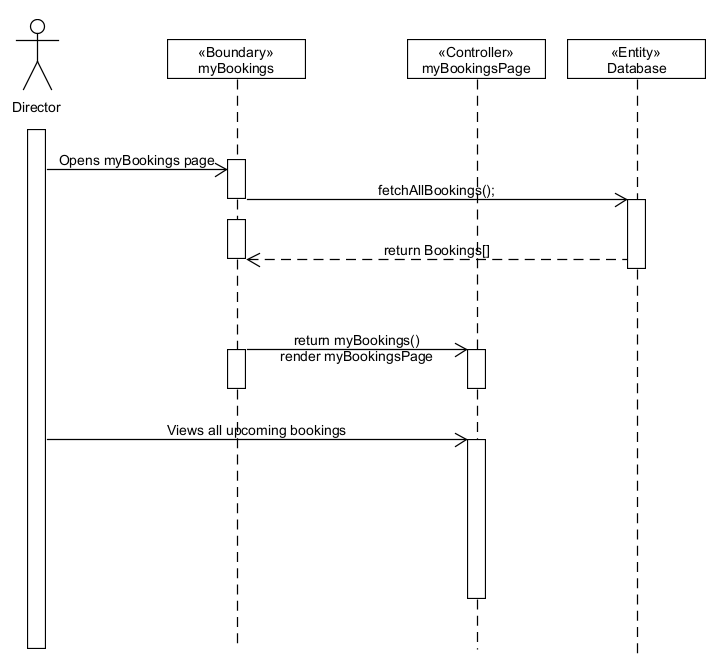 «Boundary»
myBookings
«Controller»
myBookingsPage
«Entity»
Database
Director
Opens myBookings page
fetchAllBookings();
return Bookings[]
return myBookings()
render myBookingsPage
Views all upcoming bookings